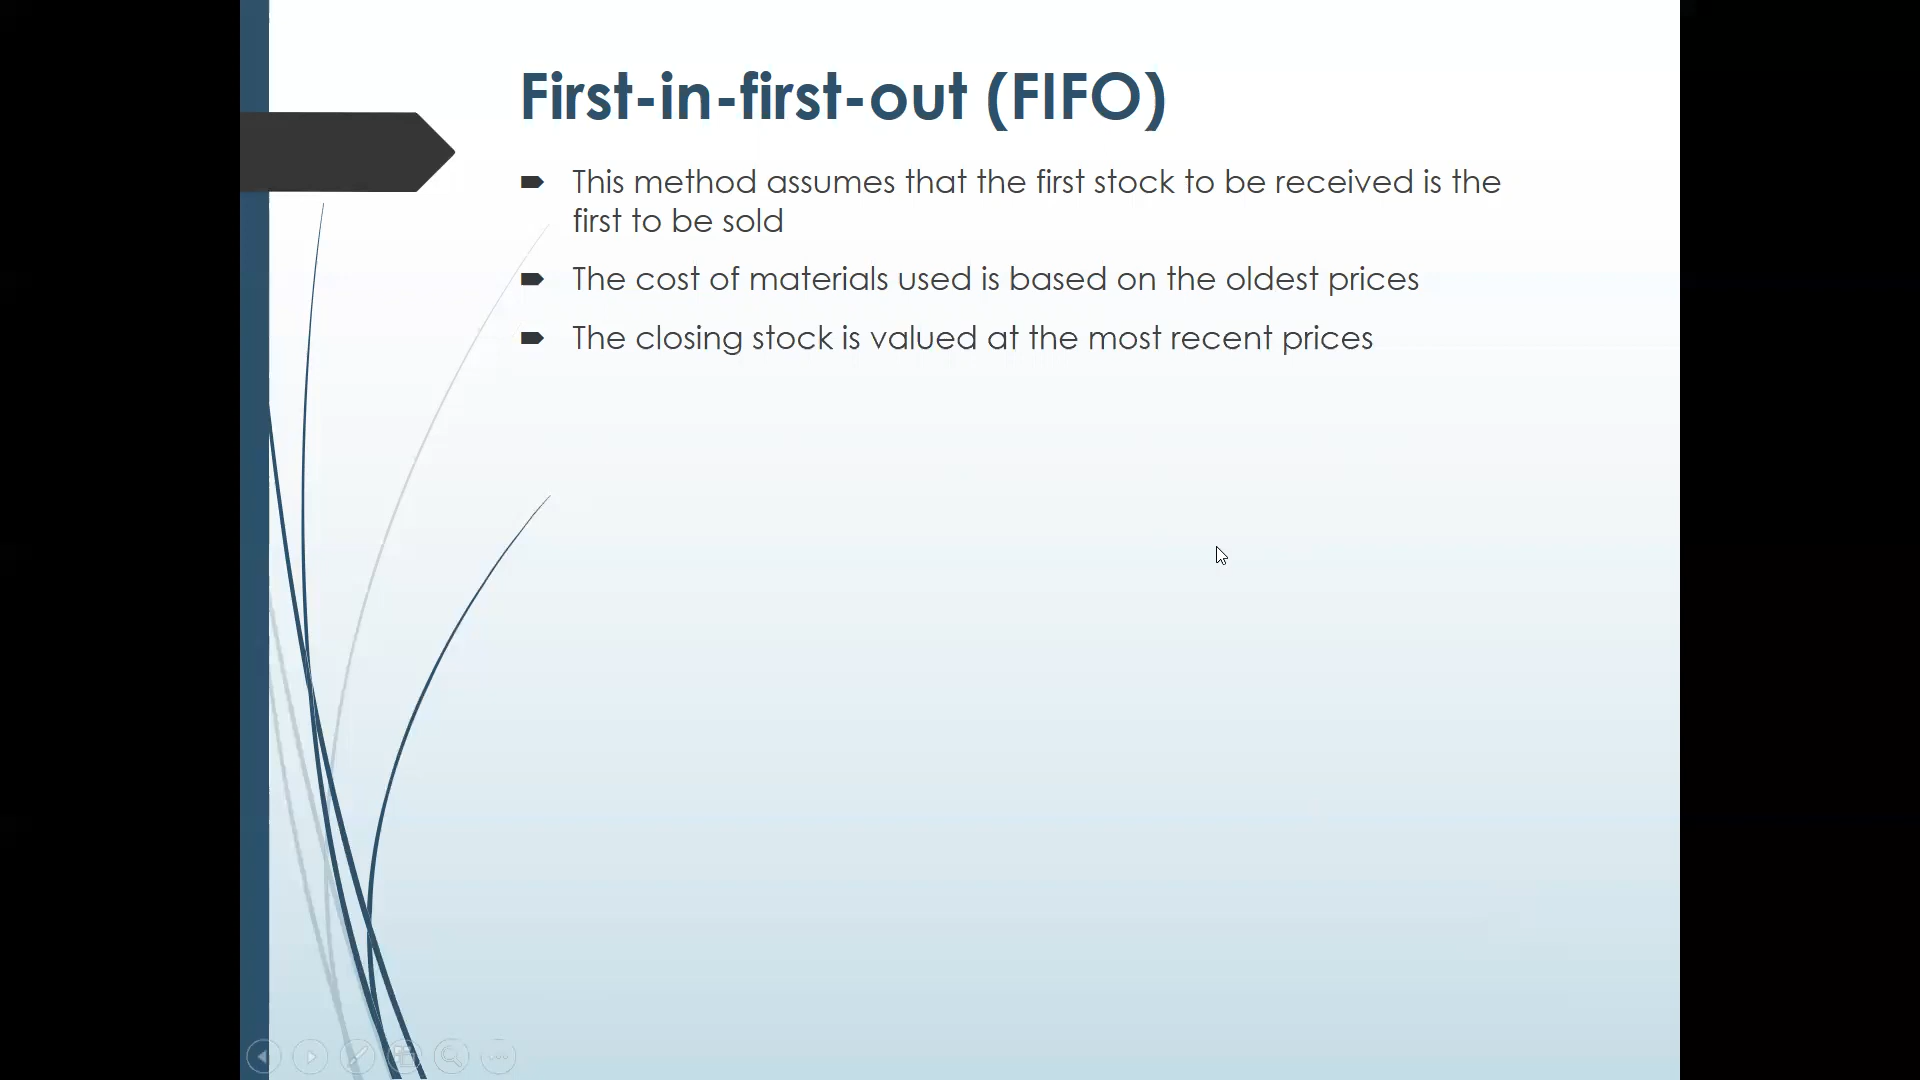 First-in-first-out (FIFO)
This method assumes that the first stock to be received is the
first to be sold
The cost of materials used is based on the oldest prices
The closing stock is valued at the most recent prices